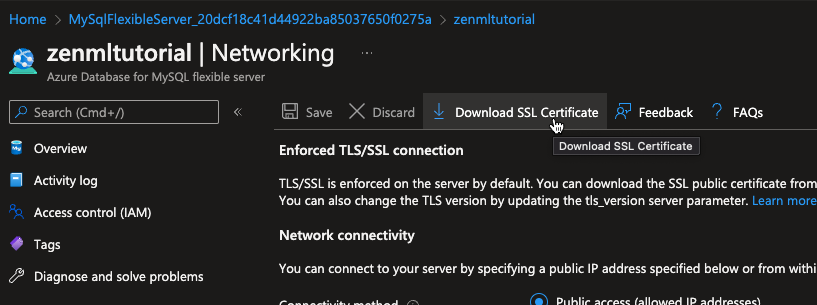 Home > MySqlFlexibleServer_20dcf18c41d44922ba85037650f0275a > zenmltutorial
zenmltutorial | Networking ...
Azure Database for MySQL flexible server
Search (Cmd+/) «
Save Discard Download SSL Certificate Feedback ? FAQs
Download SSL Certificate
Overview
Activity log
Access control (IAM)
Tags
Diagnose and solve problems
Enforced TLS/SSL connection
TLS/SSL is enforced on the server by default. You can download the SSL public certificate from
You can also change the TLS version by updating the tls_version server parameter. Learn more
Network connectivity
You can connect to your server by specifying a public IP address specified below or from within
Connectivity method Public access (allowed IP addresses)